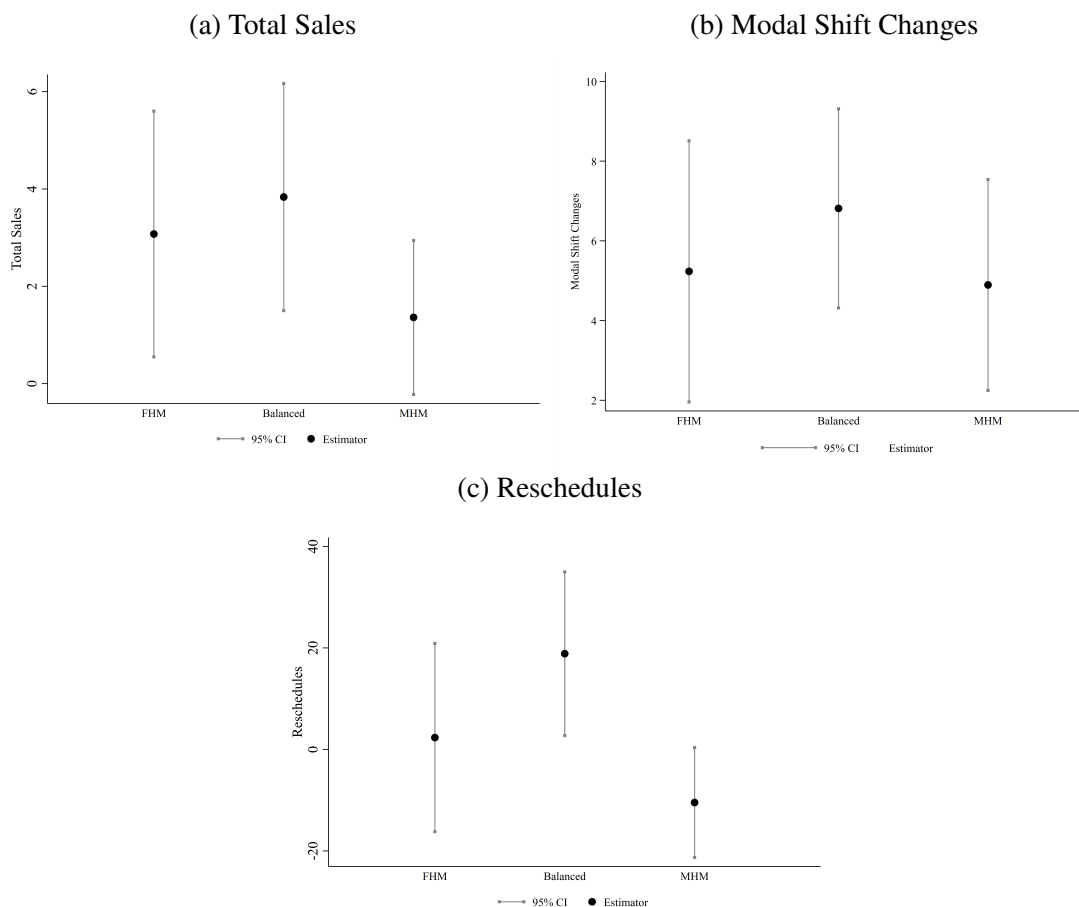 (a) Total Sales
Total Sales
6
4
2
0
FHM Balanced MHM
95% CI Estimator
(b) Modal Shift Changes
Modal Shift Changes
10
8
6
4
2
FHM Balanced MHM
95% CI Estimator
(c) Reschedules
Reschedules
40
20
0
-20
FHM Balanced MHM
95% CI Estimator